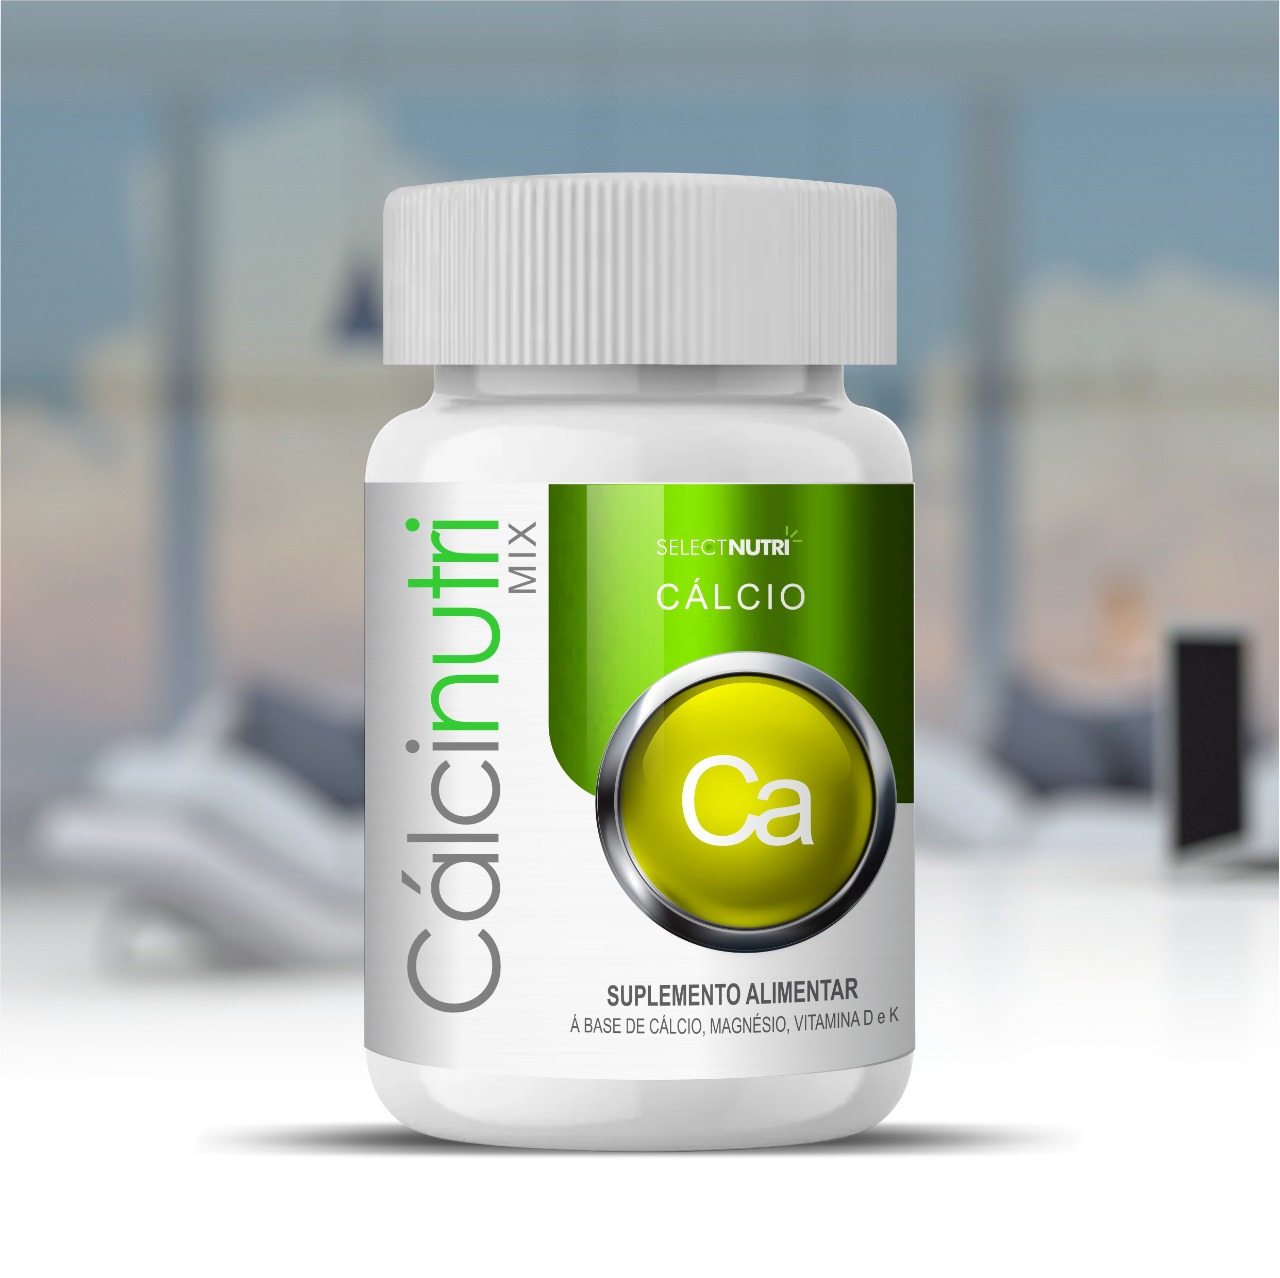 Cálcinutri
MIX
SELECTNUTRI
CÁLCIO
Ca
SUPLEMENTO ALIMENTAR
Á BASE DE CÁLCIO, MAGNÉSIO, VITAMINA D e K